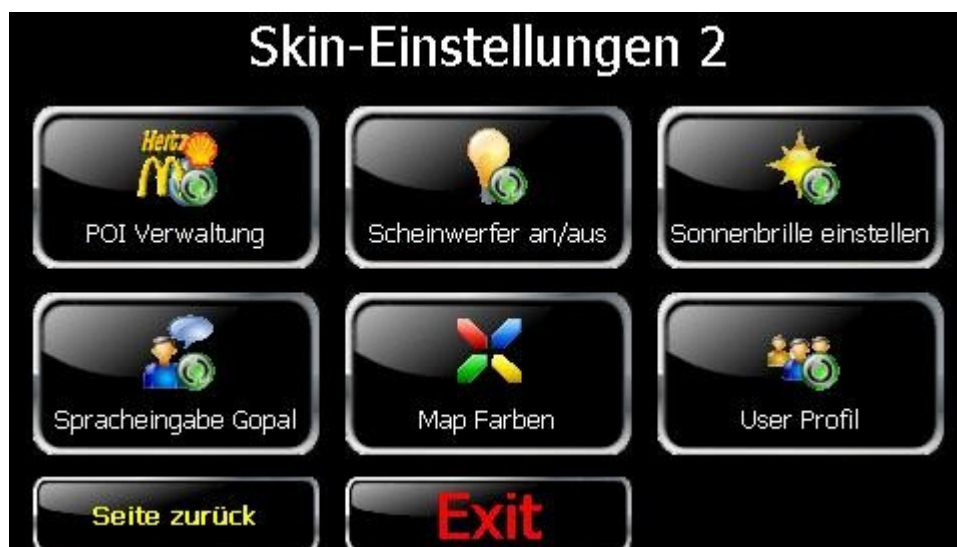 Skin-Einstellungen 2
Hertz
POI Verwaltung
Scheinwerfer an/aus
Sonnenbrille einstellen
Spracheingabe Gopal
Map Farben
User Profil
Seite zurück
Exit